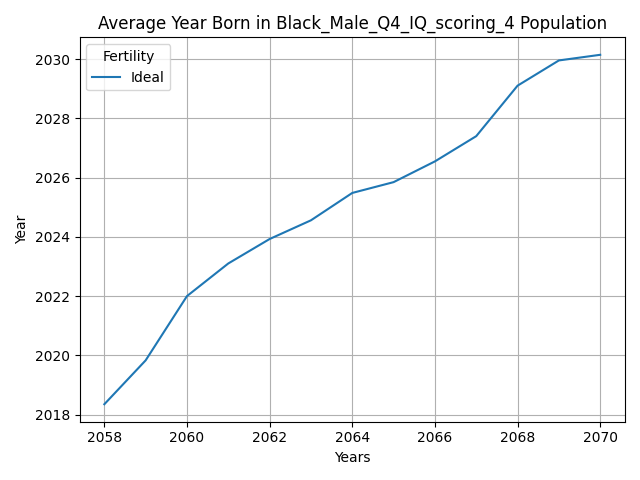 Average Year Born in Black_Male_Q4_IQ_scoring_4 Population
Fertility
Ideal
Year
2030
2028
2026
2024
2022
2020
2018
2058 2060 2062 2064 2066 2068 2070
Years